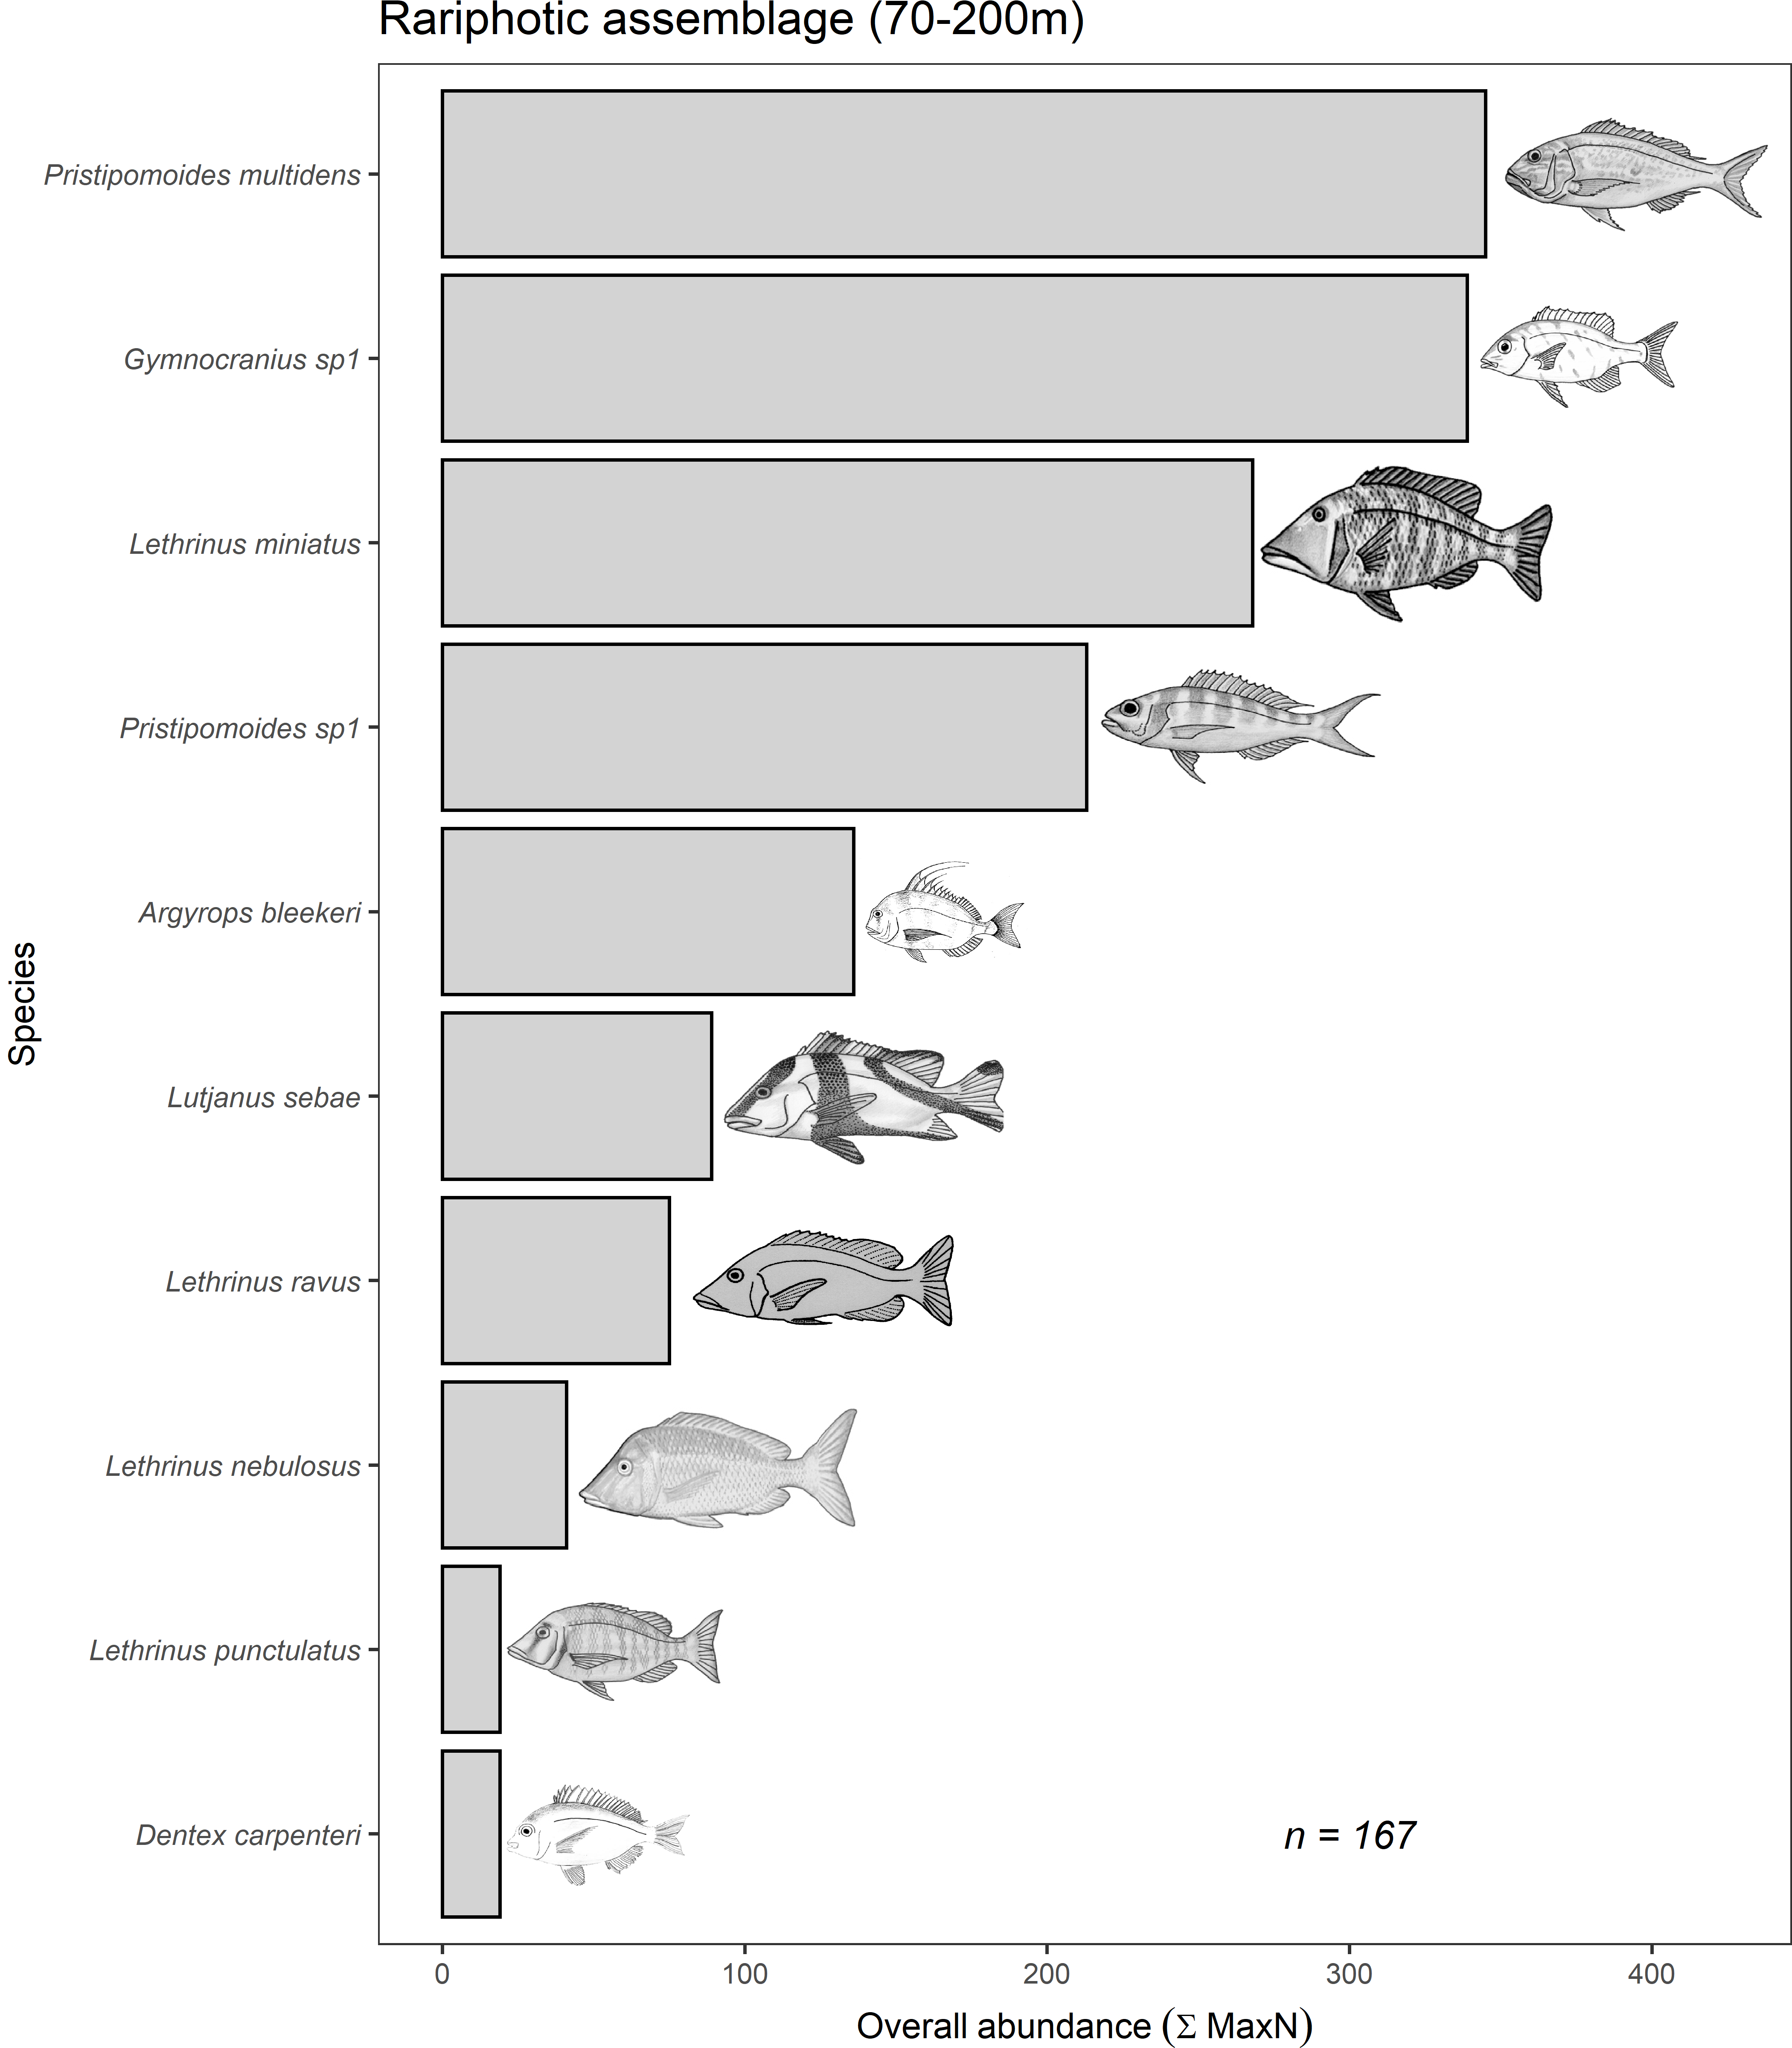 Rariphotic assemblage (70-200m)
Pristipomoides multidens
Gymnocranius sp1
Lethrinus miniatus
Pristipomoides sp1
Argyrops bleekeri
Lutjanus sebae
Lethrinus ravus
Lethrinus nebulosus
Lethrinus punctulatus
Dentex carpenteri
Species
n = 167
0 100 200 300 400
Overall abundance (Σ MaxN)